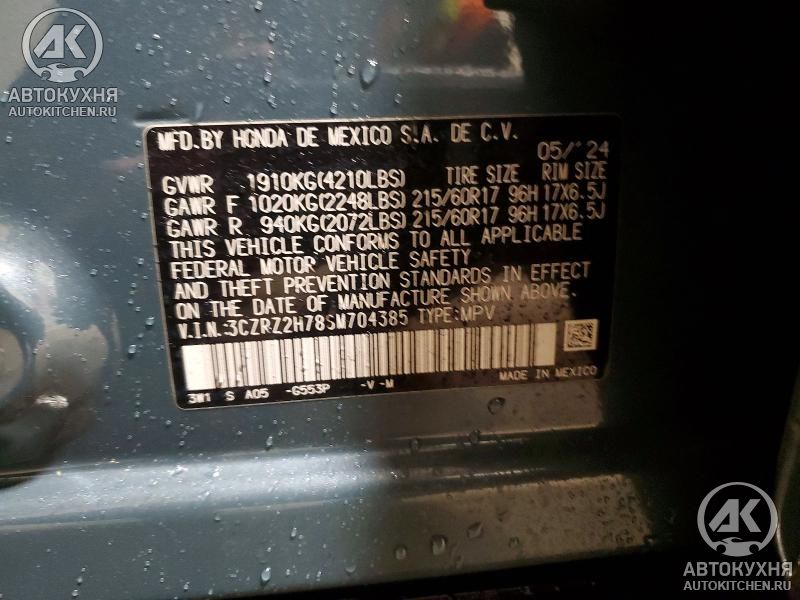 АК
АВТОКУХНЯ
AUTOKITCHEN.RU
MFD.BY HONDA DE MEXICO S.A. DE C.V.
05/'24
GVWR 1910KG(4210LBS) TIRE SIZE RIM SIZE
GAWR F 1020KG(2248LBS) 215/60R17 96H 17X6.5J
GAWR R 940KG(2072LBS) 215/60R17 96H 17X6.5J
THIS VEHICLE CONFORMS TO ALL APPLICABLE
FEDERAL MOTOR VEHICLE SAFETY
AND THEFT PREVENTION STANDARDS IN EFFECT
ON THE DATE OF MANUFACTURE SHOWN ABOVE.
V.I.N.:3CZRZ2H78SM704385 TYPE:MPV
3W1 S A05 -G553P -V -M
MADE IN MEXICO
АК
АВТОКУХНЯ
AUTOKITCHEN.RU